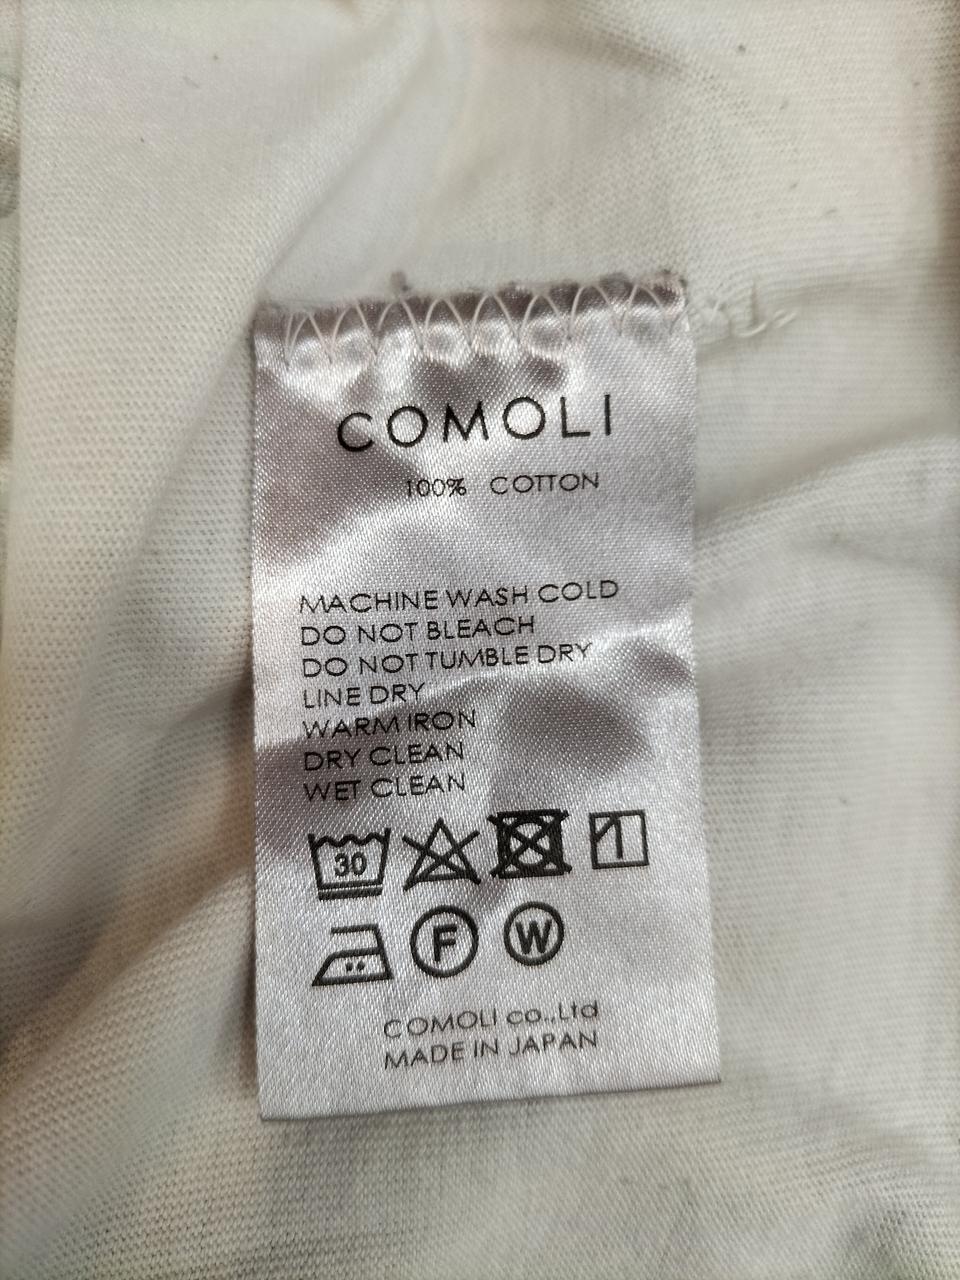 COMOLI
100% COTTON
MACHINE WASH COLD
DO NOT BLEACH
DO NOT TUMBLE DRY
LINE DRY
WARM IRON
DRY CLEAN
WET CLEAN
30
F W
COMOLI co.,Ltd
MADE IN JAPAN